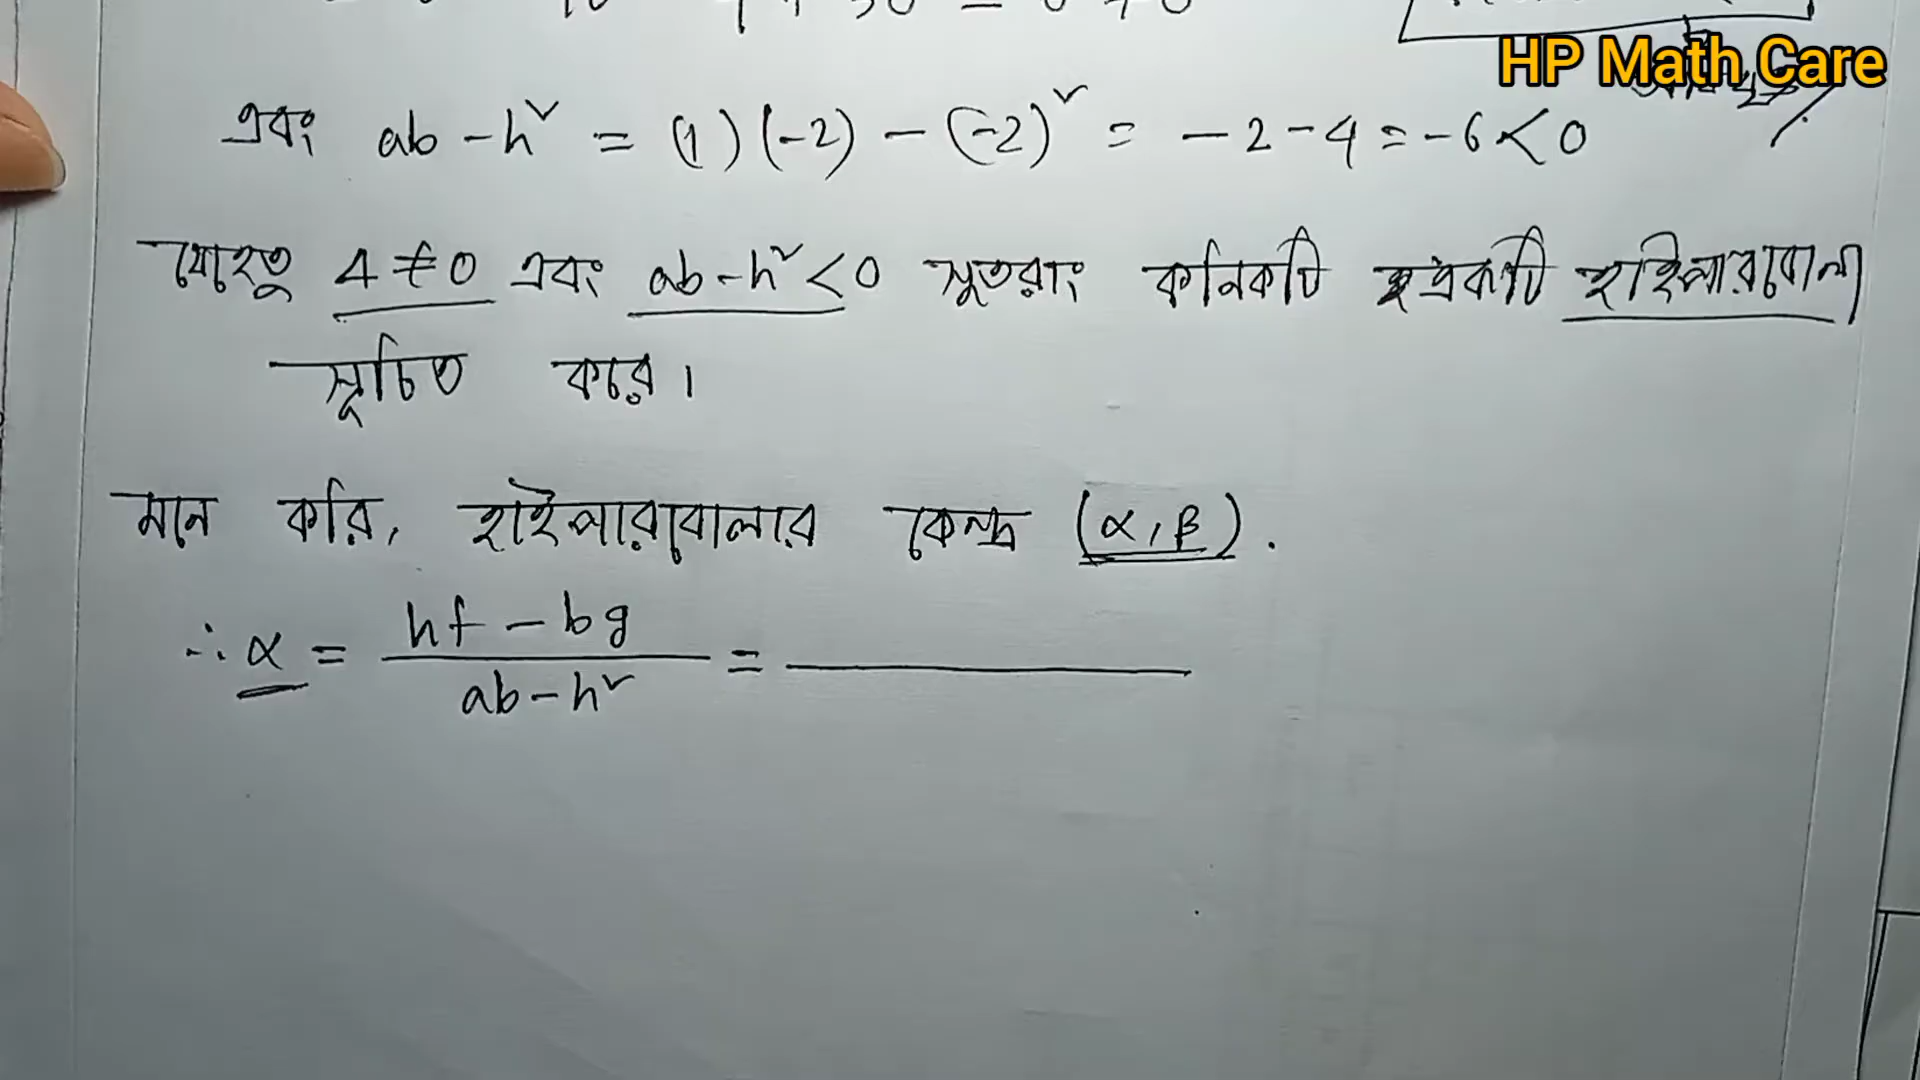 HP Math Care
এবং ab - h² = (1)(-2) - (-2)² = -2-4 = -6 < 0
যেহেতু Δ ≠ 0 এবং ab - h² < 0 সুতরাং কনিকটি একটি হাইপারবোলা
সূচিত করে।
মনে করি, হাইপারবোলার কেন্দ্র (α, β).
∴ α = (hf - bg)/(ab - h²) =